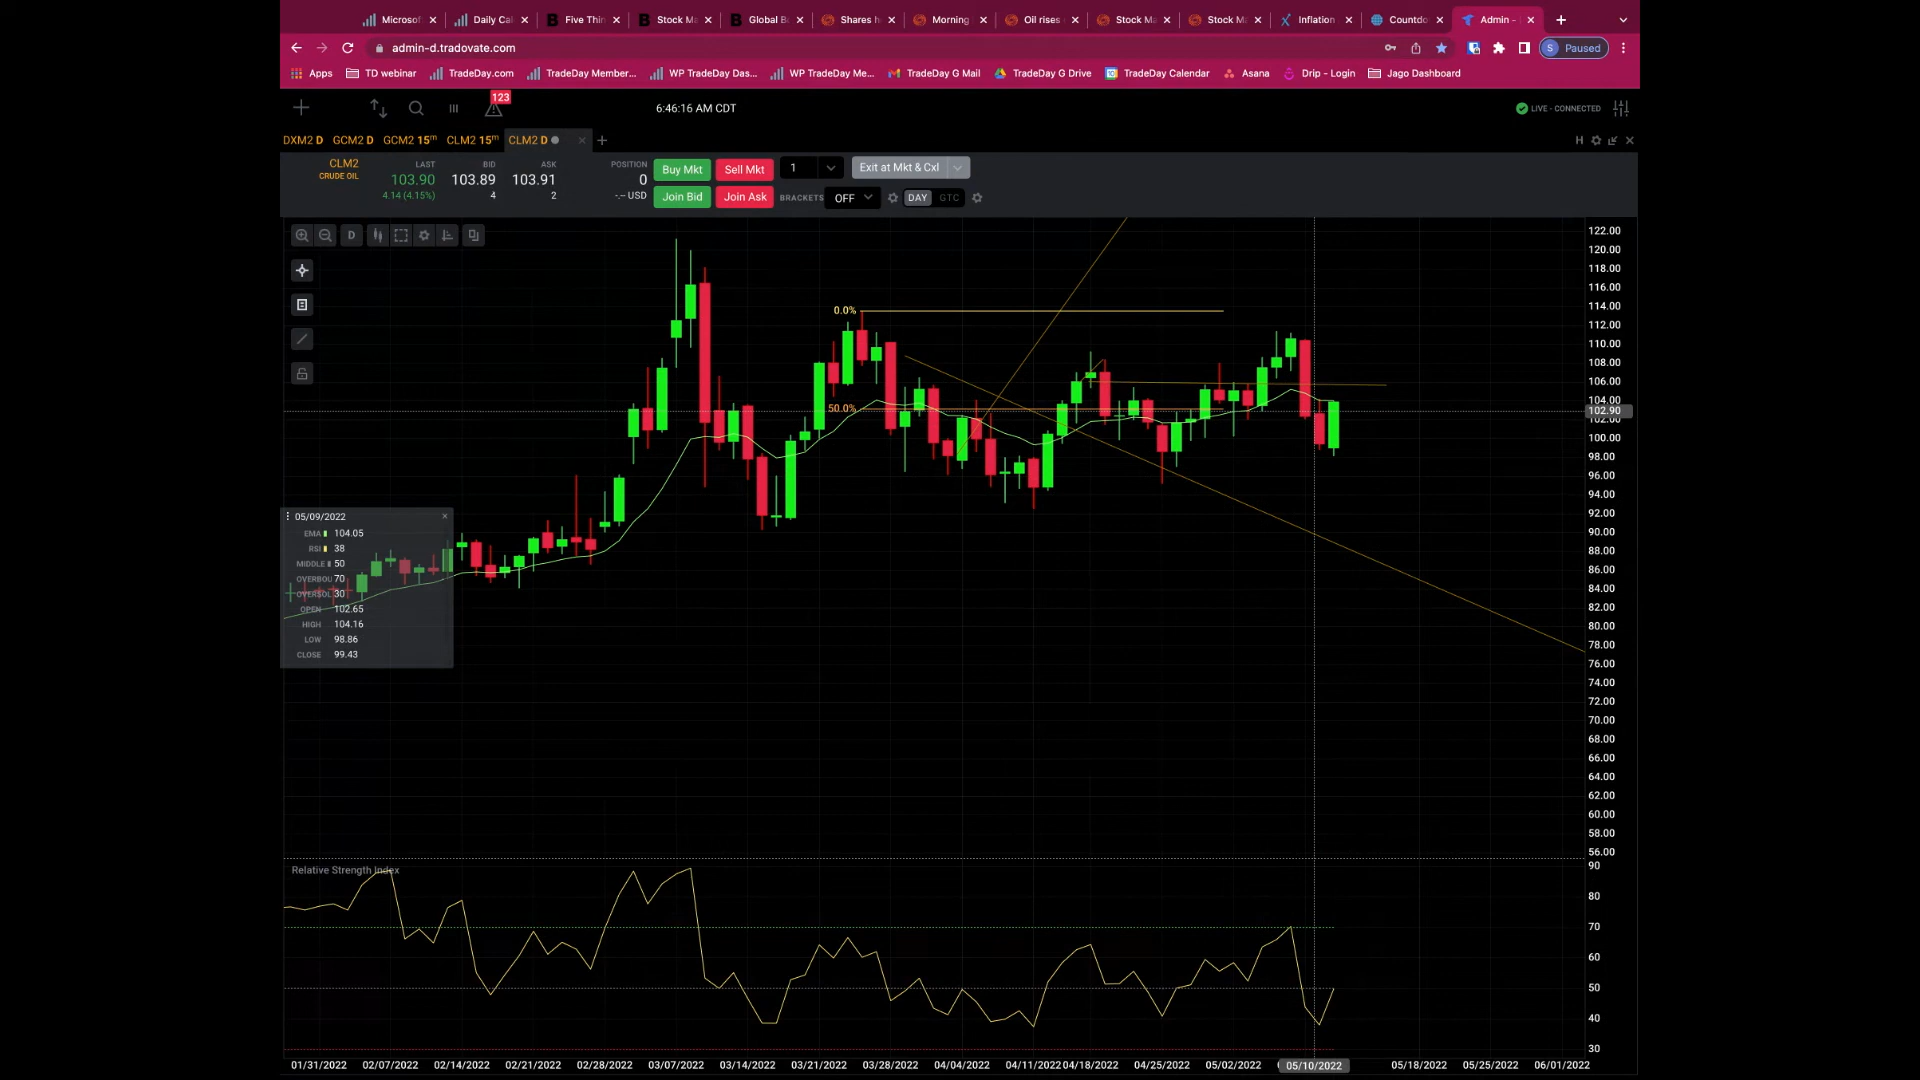 Microsof Daily Cal Five Thin Stock Ma Global Bo Shares h Morning Oil rises Stock Ma Stock Ma Inflation Countdo Admin -
admin-d.tradovate.com
S Paused
Apps TD webinar TradeDay.com TradeDay Member... WP TradeDay Das... WP TradeDay Me... TradeDay G Mail TradeDay G Drive TradeDay Calendar Asana Drip - Login Jago Dashboard
123
6:46:16 AM CDT
LIVE - CONNECTED
DXM2 D GCM2 D GCM2 15m CLM2 15m CLM2 D
H
CLM2 LAST BID ASK POSITION
CRUDE OIL 103.90 103.89 103.91 0
4.14 (4.15%) 4 2 -.-- USD
Buy Mkt Sell Mkt 1 Exit at Mkt & Cxl
Join Bid Join Ask BRACKETS OFF DAY GTC
D
122.00
120.00
118.00
116.00
114.00
112.00
110.00
108.00
106.00
104.00
102.90
102.00
100.00
98.00
96.00
94.00
92.00
90.00
88.00
86.00
84.00
82.00
80.00
78.00
76.00
74.00
72.00
70.00
68.00
66.00
64.00
62.00
60.00
58.00
56.00
0.0%
50.0%
05/09/2022
EMA 104.05
RSI 38
MIDDLE 50
OVERBOU 70
OVERSOL 30
OPEN 102.65
HIGH 104.16
LOW 98.86
CLOSE 99.43
Relative Strength Index
90
80
70
60
50
40
30
01/31/2022 02/07/2022 02/14/2022 02/21/2022 02/28/2022 03/07/2022 03/14/2022 03/21/2022 03/28/2022 04/04/2022 04/11/2022 04/18/2022 04/25/2022 05/02/2022 05/10/2022 05/18/2022 05/25/2022 06/01/2022